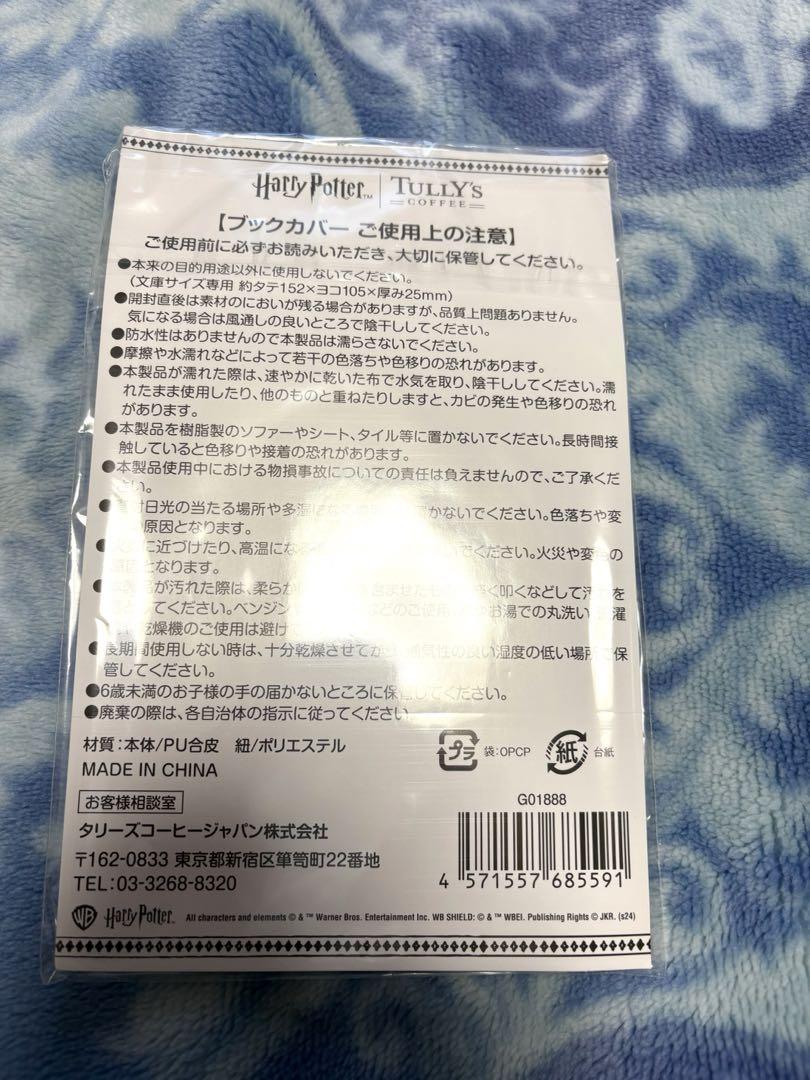 Harry Potter™ | TULLY'S COFFEE
【ブックカバー ご使用上の注意】
ご使用前に必ずお読みいただき、大切に保管してください。
●本来の目的用途以外に使用しないでください。
（文庫サイズ専用 約タテ152×ヨコ105×厚み25mm）
●開封直後は素材のにおいが残る場合がありますが、品質上問題ありません。
気になる場合は風通しの良いところで陰干ししてください。
●防水性はありませんので本製品は濡らさないでください。
●摩擦や水濡れなどによって若干の色落ちや色移りの恐れがあります。
●本製品が濡れた際は、速やかに乾いた布で水気を取り、陰干ししてください。濡
れたまま使用したり、他のものと重ねたりしますと、カビの発生や色移りの恐れ
があります。
●本製品を樹脂製のソファーやシート、タイル等に置かないでください。長時間接
触していると色移りや接着の恐れがあります。
●本製品使用中における物損事故についての責任は負えませんので、ご了承くだ
さい。
日光の当たる場所や多湿 かないでください。色落ちや変
原因となります。
に近づけたり、高温にな でください。火災や変色の
原因となります。
本製品が汚れた際は、柔らか 含ませた く叩くなどして汚 を
てください。ベンジン などのご使用 お湯での丸洗い 濯
乾燥機のご使用は避け
●長期間使用しない時は、十分乾燥させてから 通気性の良い湿度の低い場所で保
管してください。
●6歳未満のお子様の手の届かないところに保管してください。
●廃棄の際は、各自治体の指示に従ってください。
材質：本体/PU合皮　紐/ポリエステル
MADE IN CHINA
プラ 袋：OPCP 紙 台紙
お客様相談室
タリーズコーヒージャパン株式会社
〒162-0833 東京都新宿区箪笥町22番地
TEL：03-3268-8320
G01888
4 571557 685591
WB Harry Potter™ All characters and elements © & ™ Warner Bros. Entertainment Inc. WB SHIELD: © & ™ WBEI. Publishing Rights © JKR. (s24)